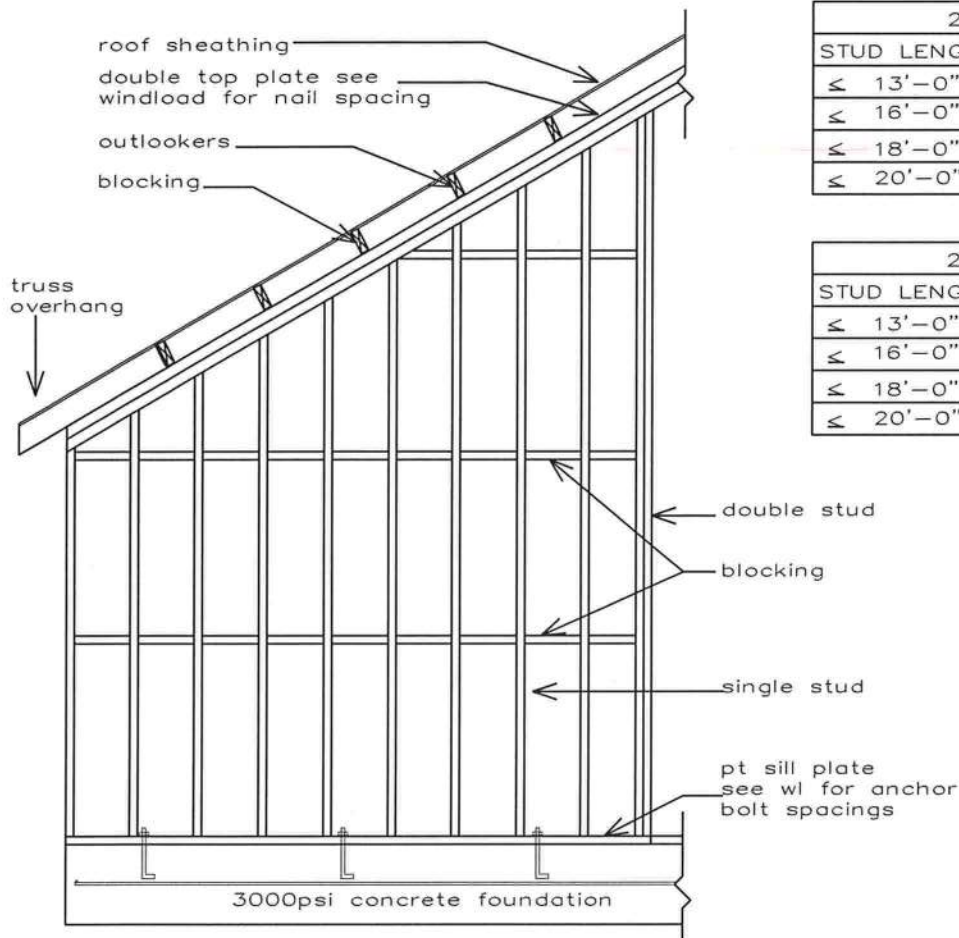 roof sheathing
double top plate see
windload for nail spacing
outlookers
blocking
truss
overhang
double stud
blocking
single stud
pt sill plate
see wl for anchor
bolt spacings
3000psi concrete foundation
2
STUD LENG
≤ 13'-0"
≤ 16'-0"
≤ 18'-0"
≤ 20'-0"
2
STUD LENG
≤ 13'-0"
≤ 16'-0"
≤ 18'-0"
≤ 20'-0"